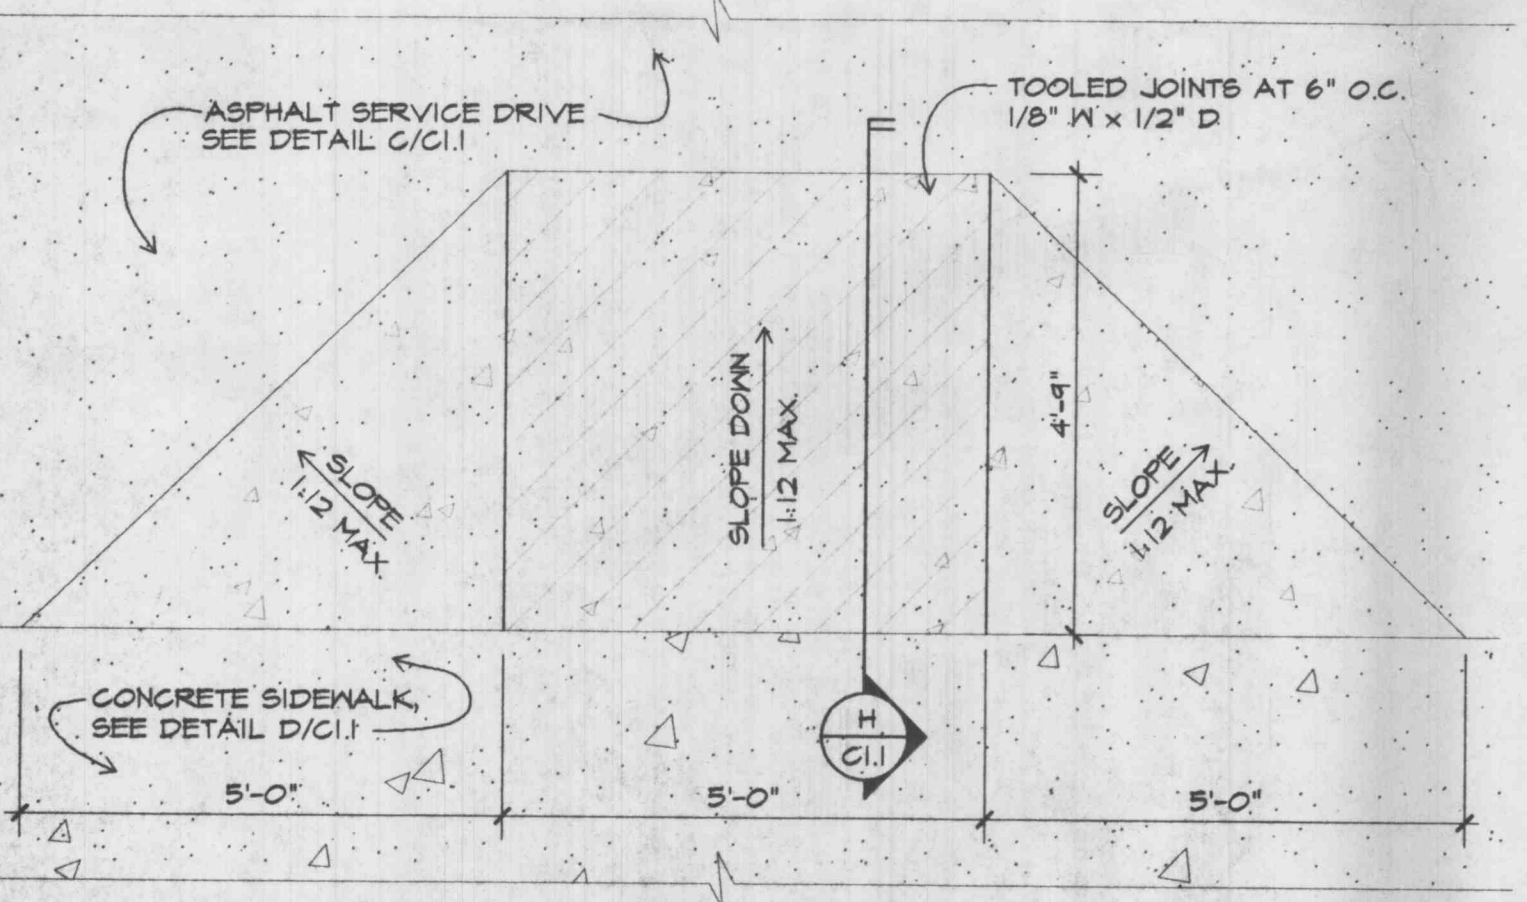 ASPHALT SERVICE DRIVE
SEE DETAIL C/C1.1
TOOLED JOINTS AT 6" O.C.
1/8" W x 1/2" D
4'-9"
SLOPE
1:12 MAX.
SLOPE DOWN
1:12 MAX.
SLOPE
1:12 MAX.
CONCRETE SIDEWALK,
SEE DETAIL D/C1.1
H
C1.1
5'-0"
5'-0"
5'-0"